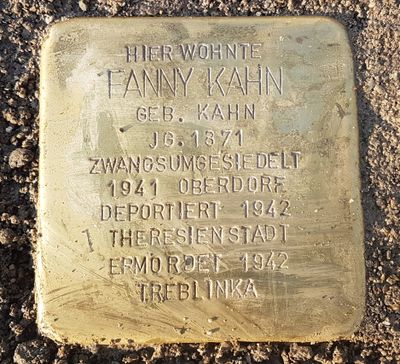 HIER WOHNTE
FANNY KAHN
GEB. KAHN
JG. 1871
ZWANGSUMGESIEDELT
1941 OBERDORF
DEPORTIERT 1942
THERESIENSTADT
ERMORDET 1942
TREBLINKA